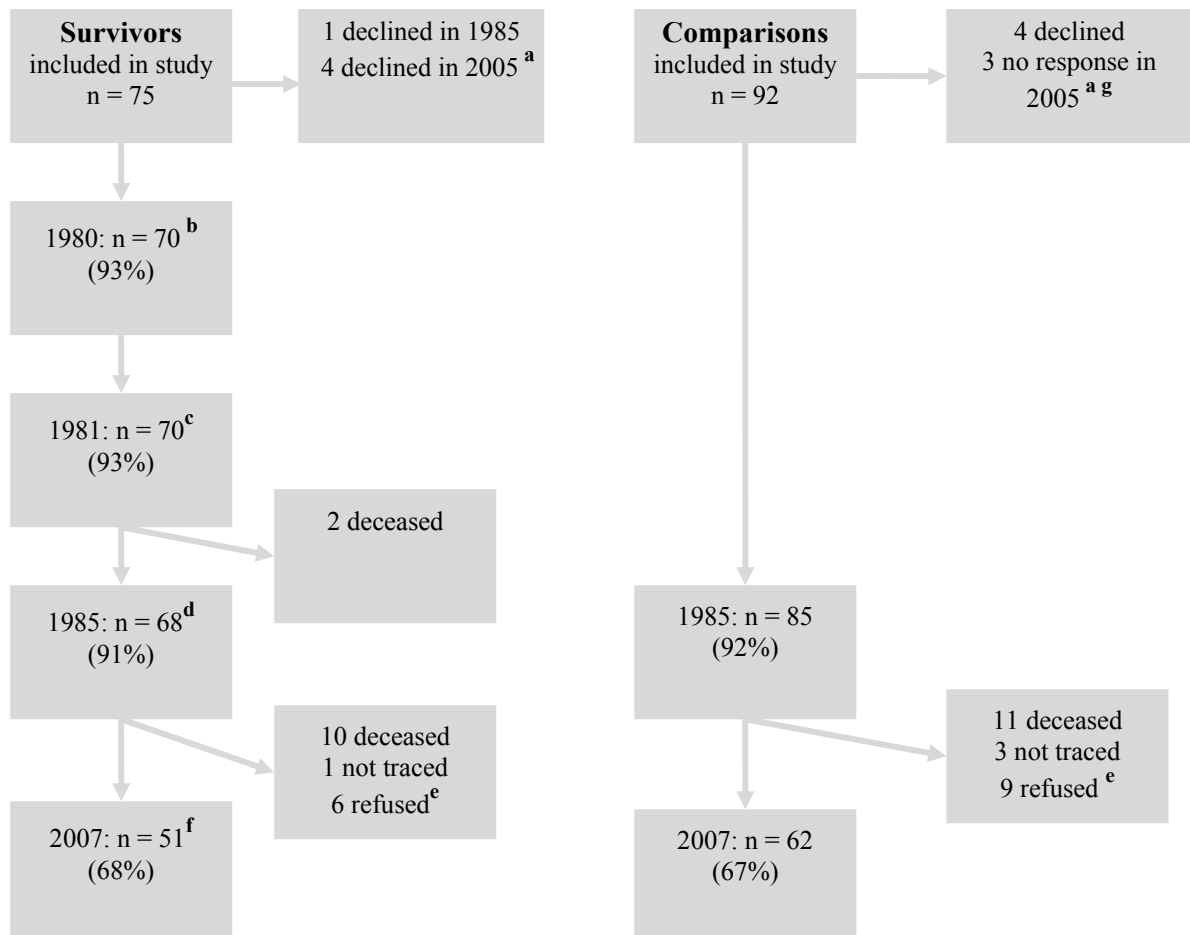 Survivors
included in study
n = 75
1 declined in 1985
4 declined in 2005 a
1980: n = 70 b
(93%)
1981: n = 70c
(93%)
2 deceased
1985: n = 68d
(91%)
10 deceased
1 not traced
6 refusede
2007: n = 51f
(68%)
Comparisons
included in study
n = 92
4 declined
3 no response in
2005 a g
1985: n = 85
(92%)
11 deceased
3 not traced
9 refused e
2007: n = 62
(67%)